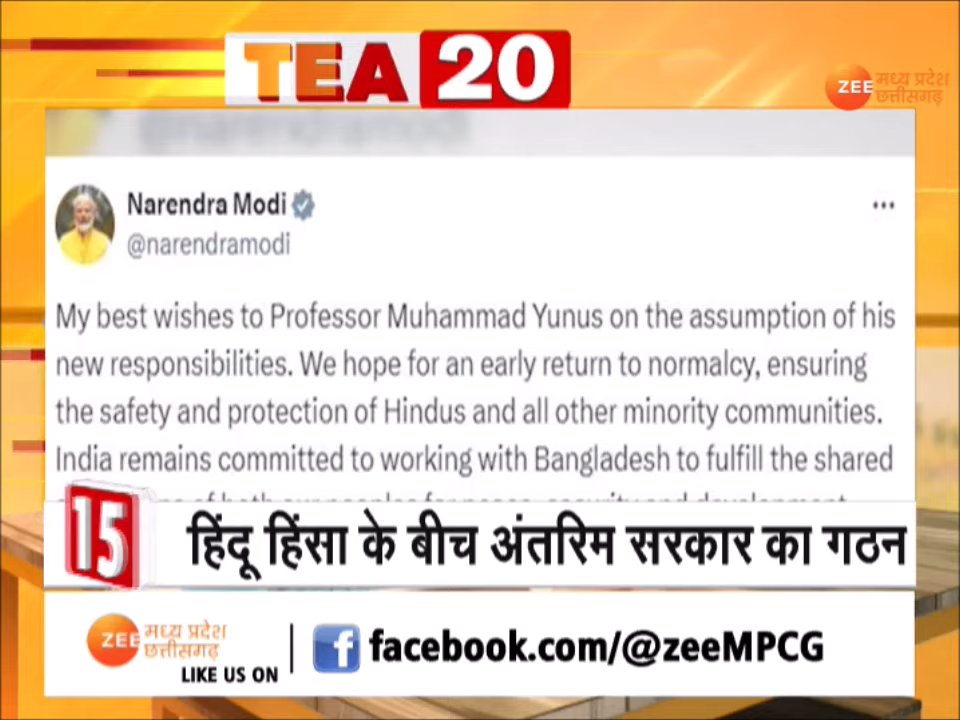 TEA 20
ZEE मध्य प्रदेश
छत्तीसगढ़
Narendra Modi
@narendramodi
My best wishes to Professor Muhammad Yunus on the assumption of his
new responsibilities. We hope for an early return to normalcy, ensuring
the safety and protection of Hindus and all other minority communities.
India remains committed to working with Bangladesh to fulfill the shared
15 हिंदू हिंसा के बीच अंतरिम सरकार का गठन
ZEE मध्य प्रदेश
छत्तीसगढ़
LIKE US ON
f facebook.com/@zeeMPCG